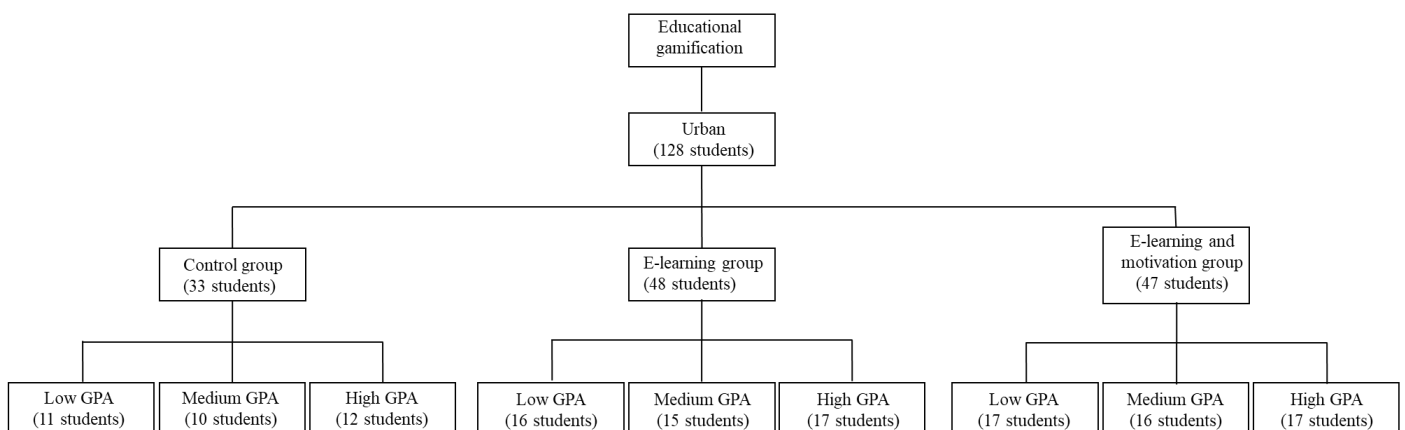 Educational
gamification
Urban
(128 students)
Control group
(33 students)
E-learning group
(48 students)
E-learning and
motivation group
(47 students)
Low GPA
(11 students)
Medium GPA
(10 students)
High GPA
(12 students)
Low GPA
(16 students)
Medium GPA
(15 students)
High GPA
(17 students)
Low GPA
(17 students)
Medium GPA
(16 students)
High GPA
(17 students)